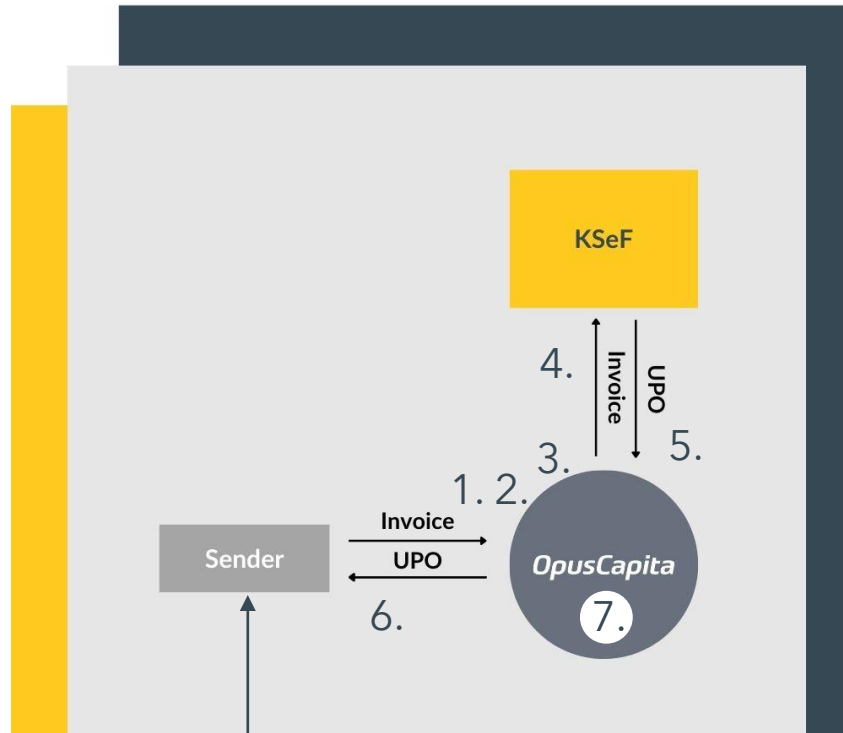 KSeF
4.
Invoice
UPO
5.
3.
1. 2.
Invoice
Sender
UPO
OpusCapita
6.
7.